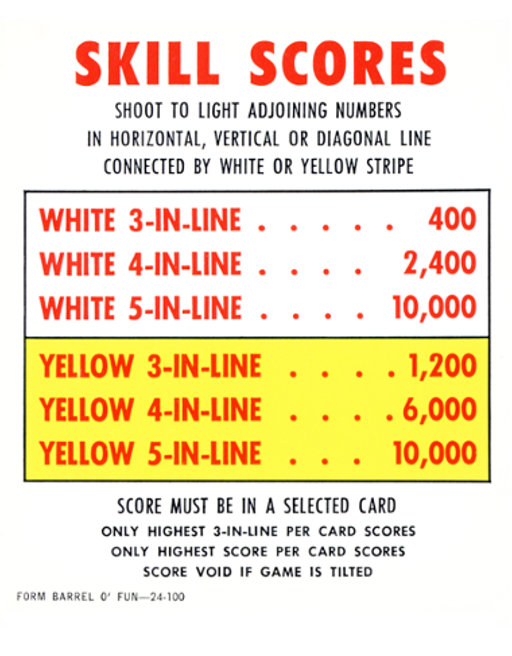 SKILL SCORES
SHOOT TO LIGHT ADJOINING NUMBERS
IN HORIZONTAL, VERTICAL OR DIAGONAL LINE
CONNECTED BY WHITE OR YELLOW STRIPE
WHITE 3-IN-LINE . . . . . 400
WHITE 4-IN-LINE . . . . 2,400
WHITE 5-IN-LINE . . . . 10,000
YELLOW 3-IN-LINE . . . . 1,200
YELLOW 4-IN-LINE . . . . 6,000
YELLOW 5-IN-LINE . . . 10,000
SCORE MUST BE IN A SELECTED CARD
ONLY HIGHEST 3-IN-LINE PER CARD SCORES
ONLY HIGHEST SCORE PER CARD SCORES
SCORE VOID IF GAME IS TILTED
FORM BARREL O' FUN—24-100